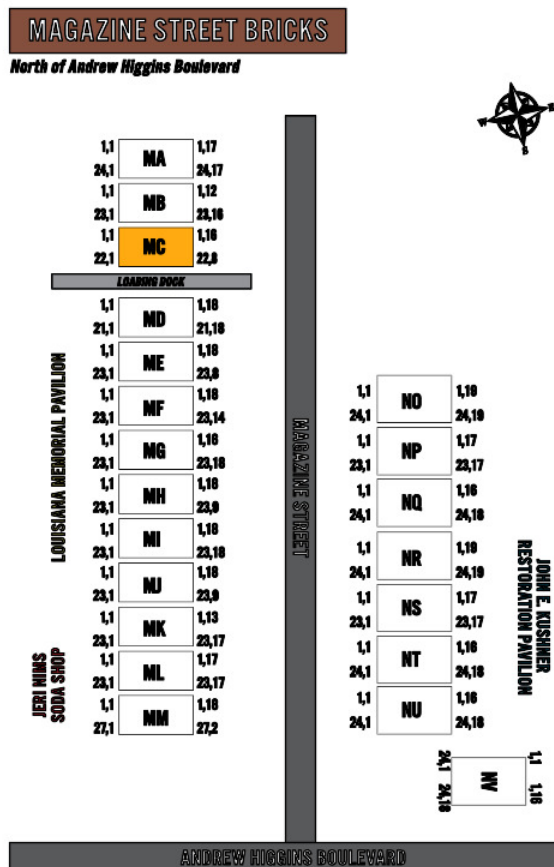 MAGAZINE STREET BRICKS
North of Andrew Higgins Boulevard
N
W
E
S
1,1 MA 1,17
24,1 24,17
1,1 MB 1,12
23,1 23,16
1,1 MC 1,16
22,1 22,8
LOADING DOCK
1,1 MD 1,18
21,1 21,18
1,1 ME 1,18
23,1 23,8
1,1 MF 1,18
23,1 23,14
1,1 MG 1,16
23,1 23,18
1,1 MH 1,18
23,1 23,9
1,1 MI 1,18
23,1 23,18
1,1 MJ 1,18
23,1 23,9
1,1 MK 1,13
23,1 23,17
1,1 ML 1,17
23,1 23,17
1,1 MM 1,18
27,1 27,2
LOUISIANA MEMORIAL PAVILION
JERI NIMS
SODA SHOP
MAGAZINE STREET
1,1 NO 1,19
24,1 24,19
1,1 NP 1,17
23,1 23,17
1,1 NQ 1,16
24,1 24,18
1,1 NR 1,19
24,1 24,19
1,1 NS 1,17
23,1 23,17
1,1 NT 1,16
24,1 24,18
1,1 NU 1,16
24,1 24,18
JOHN E. KUSHNER
RESTORATION PAVILION
1,1 NV 1,16
24,1 24,18
ANDREW HIGGINS BOULEVARD